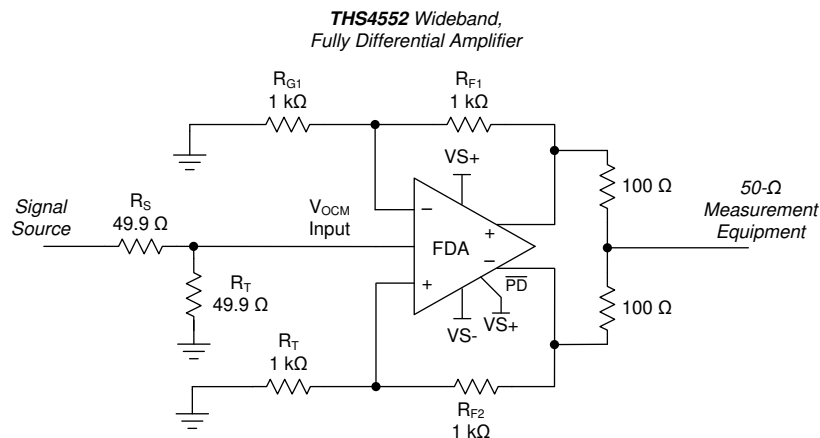 THS4552 Wideband,
Fully Differential Amplifier
RG1
1 kΩ
RF1
1 kΩ
VS+
100 Ω
Signal
Source
RS
49.9 Ω
VOCM
Input
−
+
FDA
+
−
50-Ω
Measurement
Equipment
RT
49.9 Ω
PD
VS-
VS+
100 Ω
RT
1 kΩ
RF2
1 kΩ